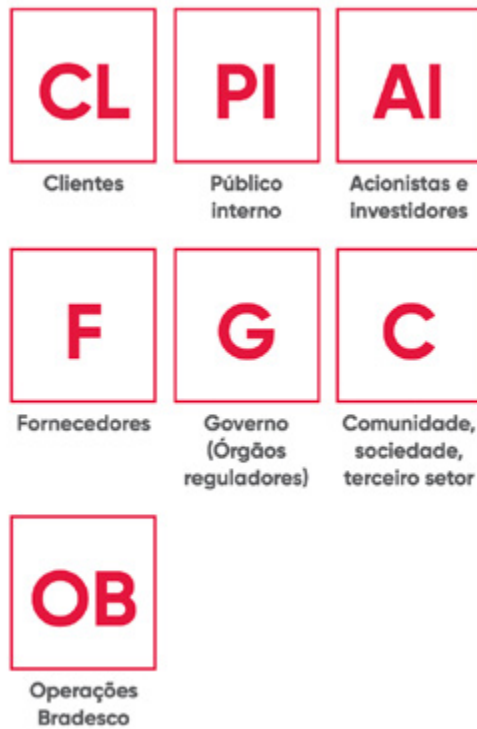 CL
PI
AI
Clientes
Público
interno
Acionistas e
investidores
F
G
C
Fornecedores
Governo
(Órgãos
reguladores)
Comunidade,
sociedade,
terceiro setor
OB
Operações
Bradesco